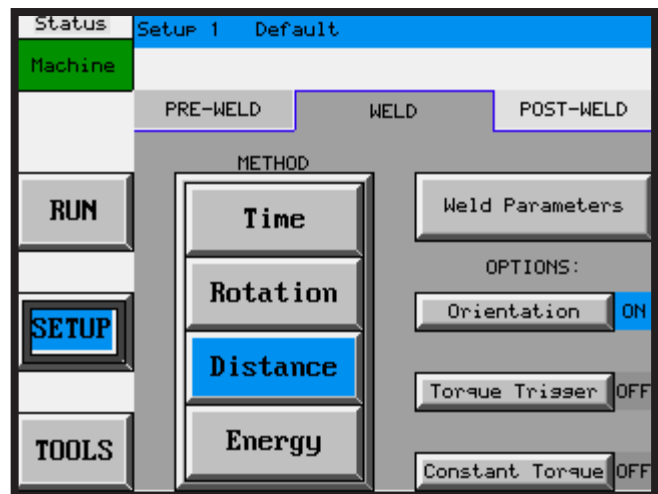 Status
Setup 1 Default
Machine
PRE-WELD
WELD
POST-WELD
METHOD
RUN
Time
Weld Parameters
Rotation
OPTIONS:
Orientation ON
SETUP
Distance
Torque Trigger OFF
TOOLS
Energy
Constant Torque OFF